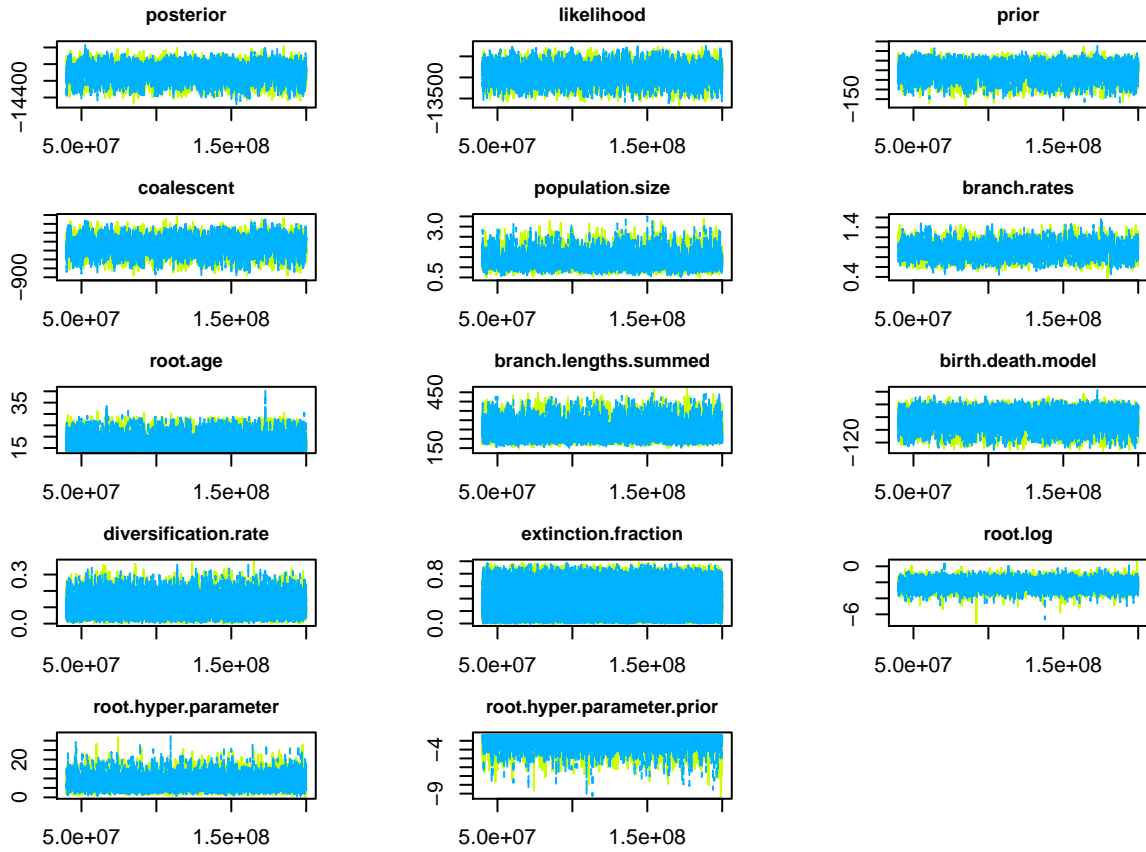 posterior
−14400
5.0e+07 1.5e+08
likelihood
−13500
5.0e+07 1.5e+08
prior
−150
5.0e+07 1.5e+08
coalescent
−900
5.0e+07 1.5e+08
population.size
3.0
0.5
5.0e+07 1.5e+08
branch.rates
1.4
0.4
5.0e+07 1.5e+08
root.age
35
15
5.0e+07 1.5e+08
branch.lengths.summed
450
150
5.0e+07 1.5e+08
birth.death.model
−120
5.0e+07 1.5e+08
diversification.rate
0.3
0.0
5.0e+07 1.5e+08
extinction.fraction
0.8
0.0
5.0e+07 1.5e+08
root.log
0
−6
5.0e+07 1.5e+08
root.hyper.parameter
20
0
5.0e+07 1.5e+08
root.hyper.parameter.prior
−4
−9
5.0e+07 1.5e+08